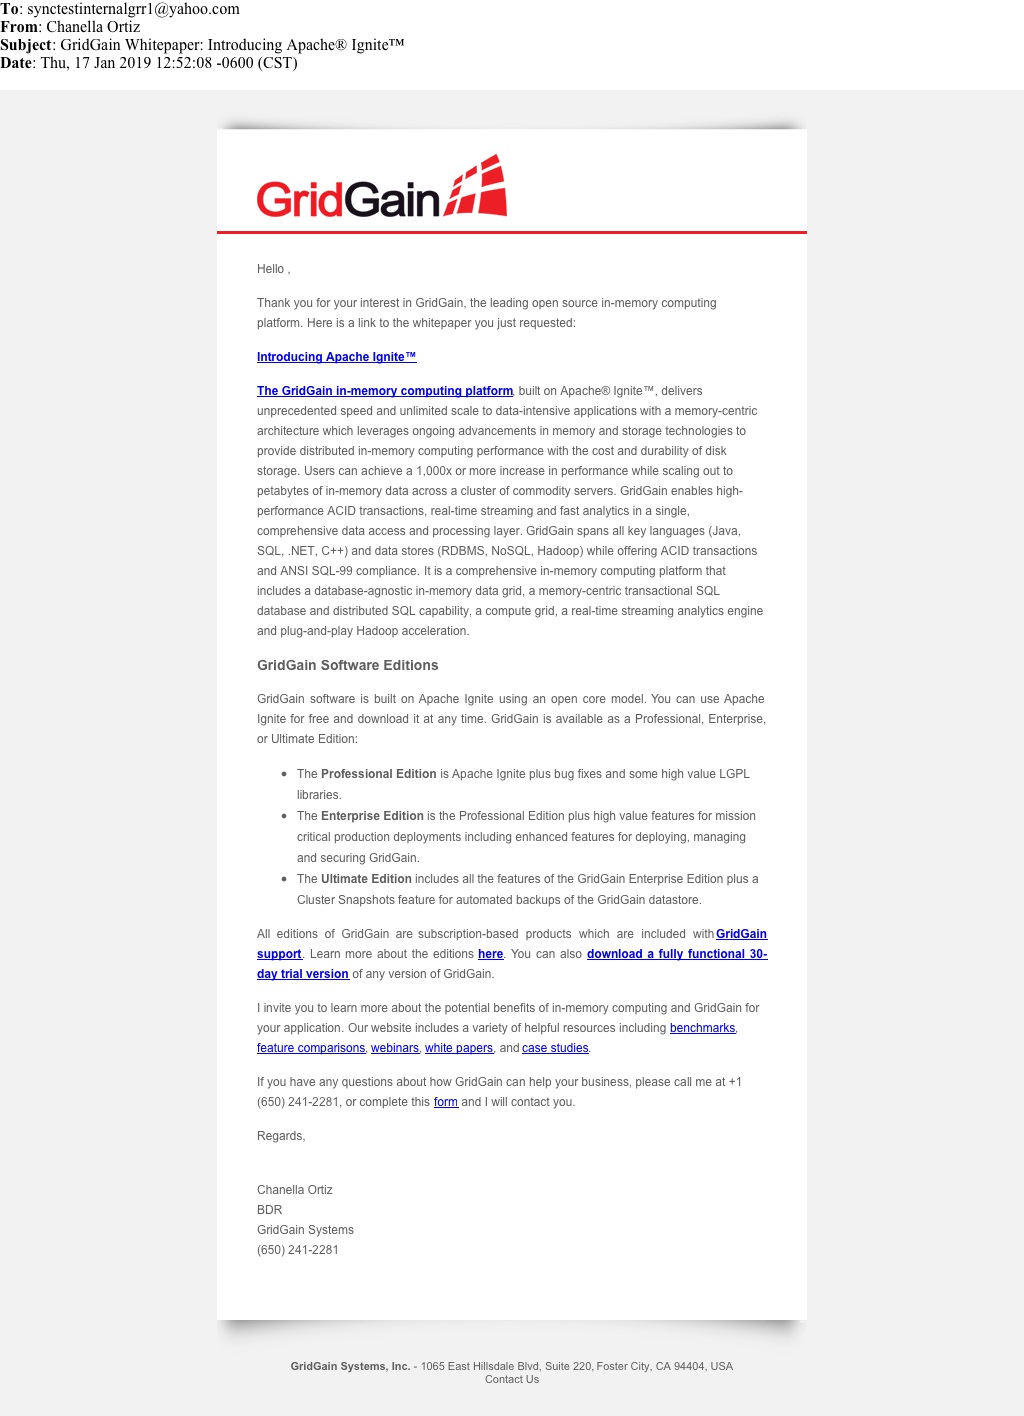 To: synctestinternalgrr1@yahoo.com
From: Chanella Ortiz
Subject: GridGain Whitepaper: Introducing Apache® Ignite™
Date: Thu, 17 Jan 2019 12:52:08 -0600 (CST)
GridGain
Hello ,
Thank you for your interest in GridGain, the leading open source in-memory computing
platform. Here is a link to the whitepaper you just requested:
Introducing Apache Ignite™
The GridGain in-memory computing platform, built on Apache® Ignite™, delivers
unprecedented speed and unlimited scale to data-intensive applications with a memory-centric
architecture which leverages ongoing advancements in memory and storage technologies to
provide distributed in-memory computing performance with the cost and durability of disk
storage. Users can achieve a 1,000x or more increase in performance while scaling out to
petabytes of in-memory data across a cluster of commodity servers. GridGain enables high-
performance ACID transactions, real-time streaming and fast analytics in a single,
comprehensive data access and processing layer. GridGain spans all key languages (Java,
SQL, .NET, C++) and data stores (RDBMS, NoSQL, Hadoop) while offering ACID transactions
and ANSI SQL-99 compliance. It is a comprehensive in-memory computing platform that
includes a database-agnostic in-memory data grid, a memory-centric transactional SQL
database and distributed SQL capability, a compute grid, a real-time streaming analytics engine
and plug-and-play Hadoop acceleration.
GridGain Software Editions
GridGain software is built on Apache Ignite using an open core model. You can use Apache
Ignite for free and download it at any time. GridGain is available as a Professional, Enterprise,
or Ultimate Edition:
• The Professional Edition is Apache Ignite plus bug fixes and some high value LGPL
libraries.
• The Enterprise Edition is the Professional Edition plus high value features for mission
critical production deployments including enhanced features for deploying, managing
and securing GridGain.
• The Ultimate Edition includes all the features of the GridGain Enterprise Edition plus a
Cluster Snapshots feature for automated backups of the GridGain datastore.
All editions of GridGain are subscription-based products which are included with GridGain
support. Learn more about the editions here. You can also download a fully functional 30-
day trial version of any version of GridGain.
I invite you to learn more about the potential benefits of in-memory computing and GridGain for
your application. Our website includes a variety of helpful resources including benchmarks,
feature comparisons, webinars, white papers, and case studies.
If you have any questions about how GridGain can help your business, please call me at +1
(650) 241-2281, or complete this form and I will contact you.
Regards,
Chanella Ortiz
BDR
GridGain Systems
(650) 241-2281
GridGain Systems, Inc. - 1065 East Hillsdale Blvd, Suite 220, Foster City, CA 94404, USA
Contact Us